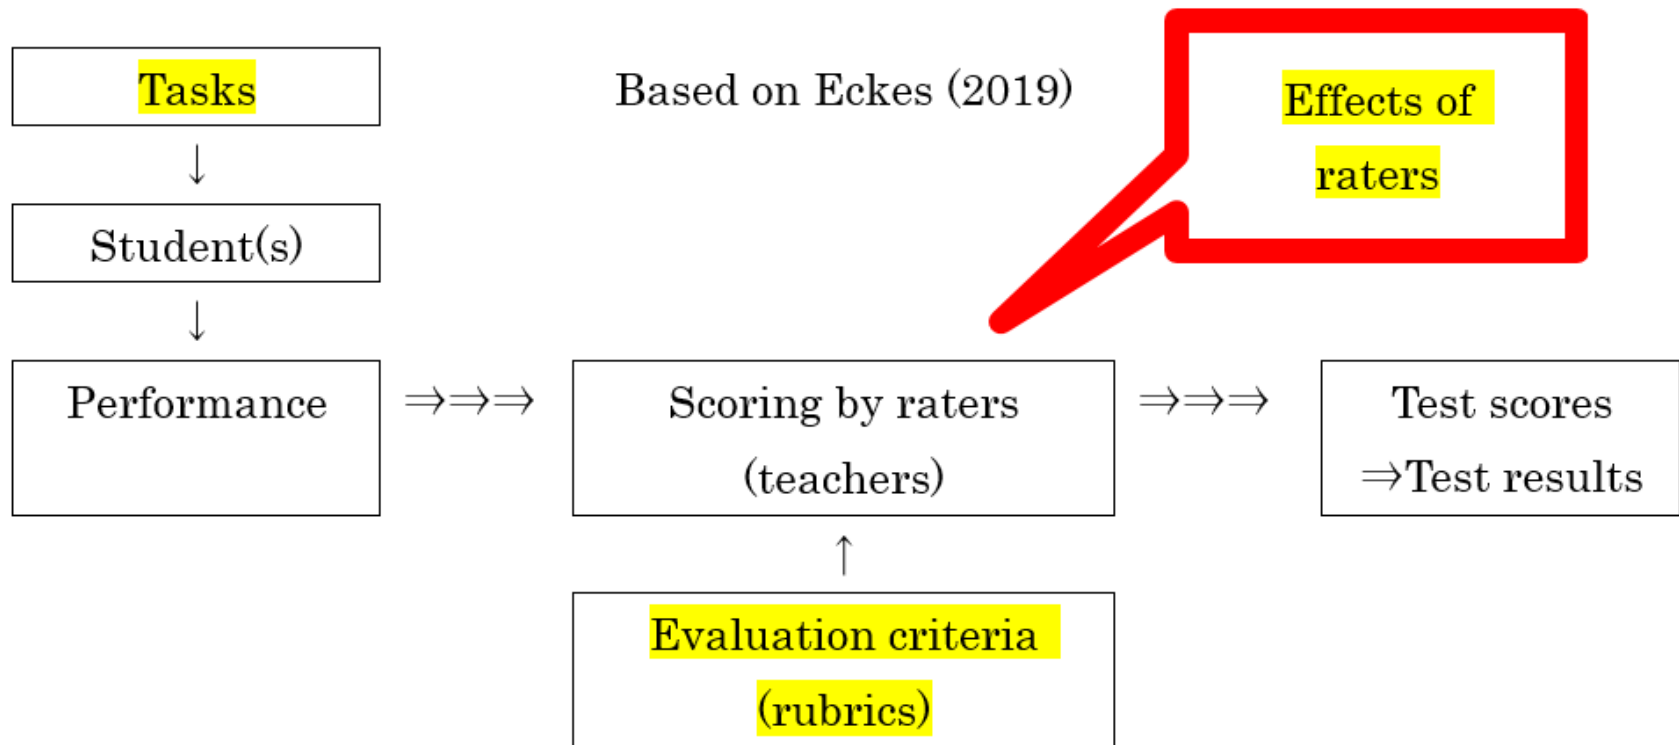 Tasks
Based on Eckes (2019)
Effects of
raters
↓
Student(s)
↓
Performance
⇒⇒⇒
Scoring by raters
(teachers)
⇒⇒⇒
Test scores
⇒Test results
↑
Evaluation criteria
(rubrics)